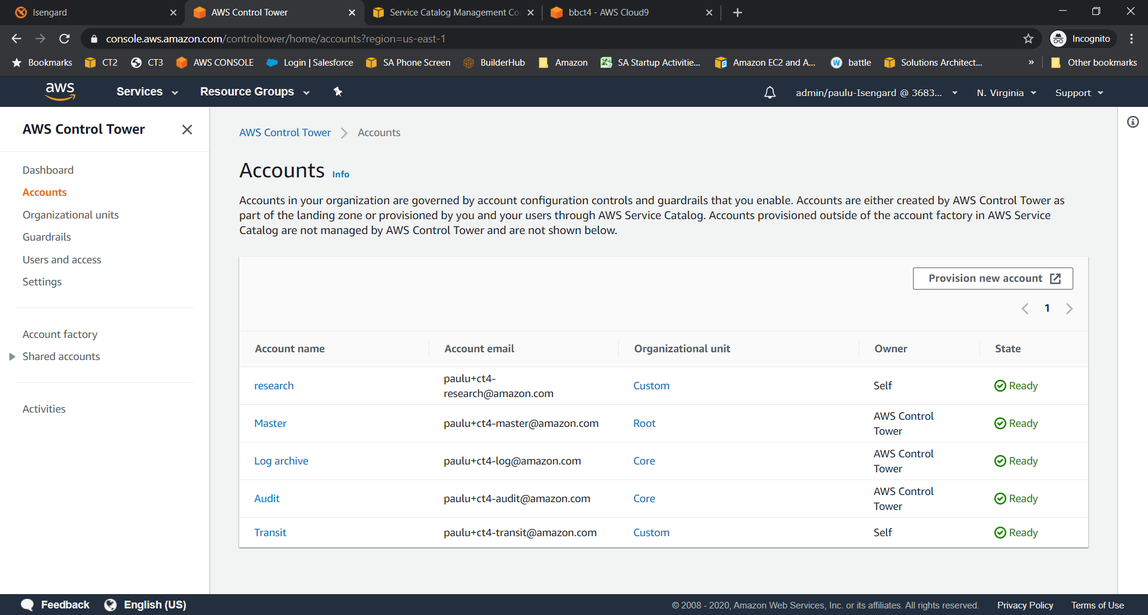 Isengard
AWS Control Tower
Service Catalog Management Co
bbct4 - AWS Cloud9
console.aws.amazon.com/controltower/home/accounts?region=us-east-1
Incognito
Bookmarks
CT2
CT3
AWS CONSOLE
Login | Salesforce
SA Phone Screen
BuilderHub
Amazon
SA Startup Activitie...
Amazon EC2 and A...
battle
Solutions Architect...
»
Other bookmarks
aws
Services
Resource Groups
admin/paulu-Isengard @ 3683...
N. Virginia
Support
AWS Control Tower
Dashboard
Accounts
Organizational units
Guardrails
Users and access
Settings
Account factory
Shared accounts
Activities
AWS Control Tower
Accounts
Accounts Info
Accounts in your organization are governed by account configuration controls and guardrails that you enable. Accounts are either created by AWS Control Tower as
part of the landing zone or provisioned by you and your users through AWS Service Catalog. Accounts provisioned outside of the account factory in AWS Service
Catalog are not managed by AWS Control Tower and are not shown below.
Provision new account
1
Account name Account email Organizational unit Owner State
research paulu+ct4- Custom Self Ready
research@amazon.com
Master paulu+ct4-master@amazon.com Root AWS Control Ready
Tower
Log archive paulu+ct4-log@amazon.com Core AWS Control Ready
Tower
Audit paulu+ct4-audit@amazon.com Core AWS Control Ready
Tower
Transit paulu+ct4-transit@amazon.com Custom Self Ready
Feedback
English (US)
© 2008 - 2020, Amazon Web Services, Inc. or its affiliates. All rights reserved.
Privacy Policy
Terms of Use